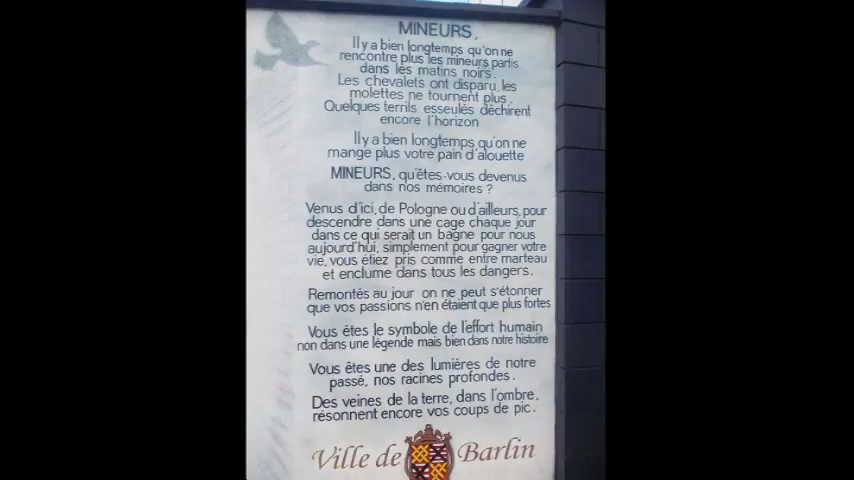 MINEURS,
Il y a bien longtemps qu'on ne
rencontre plus les mineurs partis
dans les matins noirs.
Les chevalets ont disparu, les
molettes ne tournent plus.
Quelques terrils esseulés déchirent
encore l'horizon
Il y a bien longtemps qu'on ne
mange plus votre pain d'alouette
MINEURS, qu'êtes-vous devenus
dans nos mémoires ?
Venus d'ici, de Pologne ou d'ailleurs, pour
descendre dans une cage chaque jour
dans ce qui serait un bagne pour nous
aujourd'hui, simplement pour gagner votre
vie, vous étiez pris comme entre marteau
et enclume dans tous les dangers.
Remontés au jour on ne peut s'étonner
que vos passions n'en étaient que plus fortes
Vous êtes le symbole de l'effort humain
non dans une légende mais bien dans notre histoire
Vous êtes une des lumières de notre
passé, nos racines profondes.
Des veines de la terre, dans l'ombre,
résonnent encore vos coups de pic.
Ville de Barlin